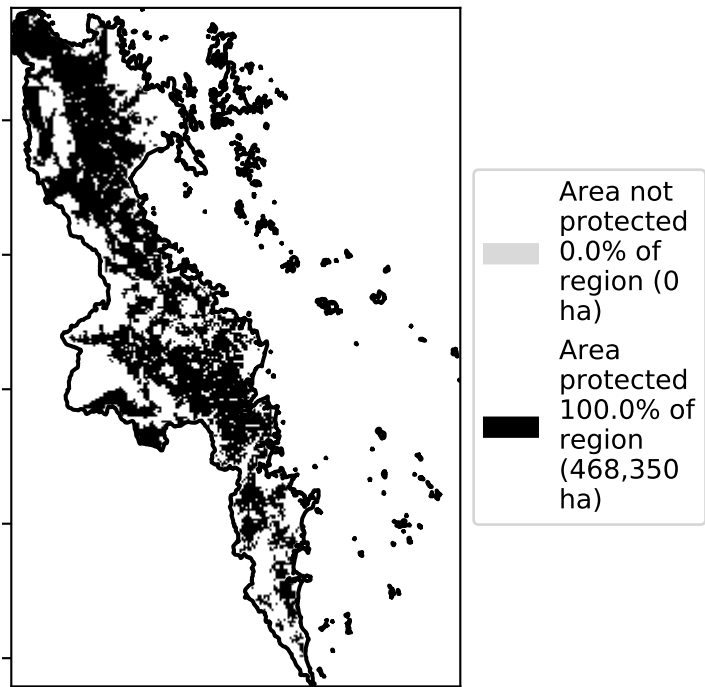 Area not
protected
0.0% of
region (0
ha)
Area
protected
100.0% of
region
(468,350
ha)